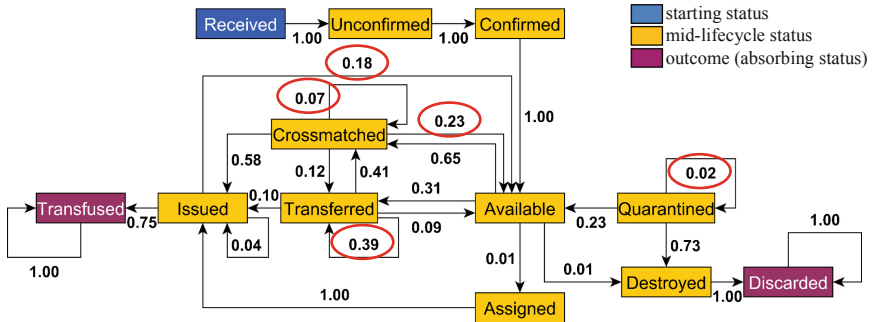 Received
Unconfirmed
Confirmed
starting status
mid-lifecycle status
outcome (absorbing status)
1.00
1.00
0.18
0.07
0.23
1.00
Crossmatched
0.58
0.12
0.41
0.65
0.02
Transfused
0.75
Issued
0.10
Transferred
0.31
0.09
Available
0.23
Quarantined
1.00
0.04
0.39
0.01
0.01
0.73
1.00
1.00
Assigned
Destroyed
1.00
Discarded